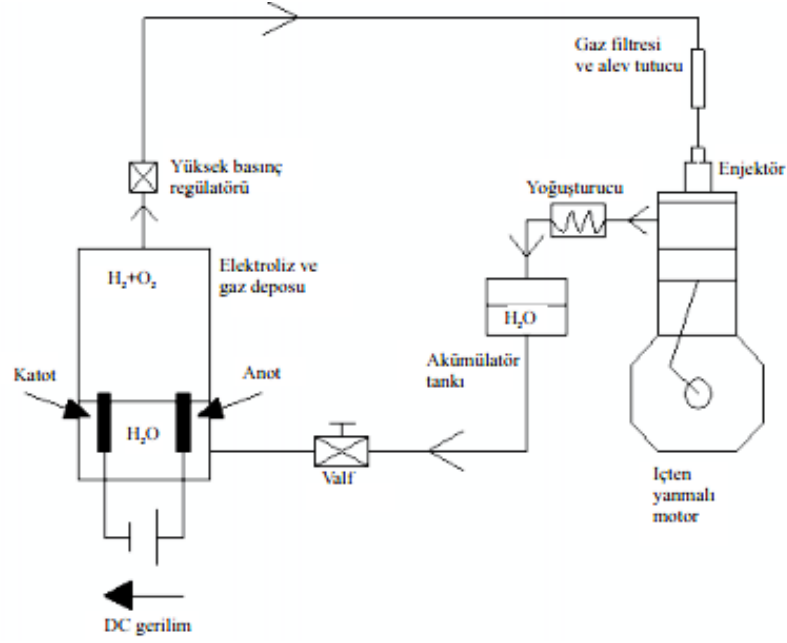 Gaz filtresi
ve alev tutucu
Yüksek basınç
regülatörü
Yoğuşturucu
Enjektör
H₂+O₂
Elektroliz ve
gaz deposu
H₂O
Akümülatör
tankı
Katot
Anot
H₂O
Valf
Içten
yanmalı
motor
DC gerilim